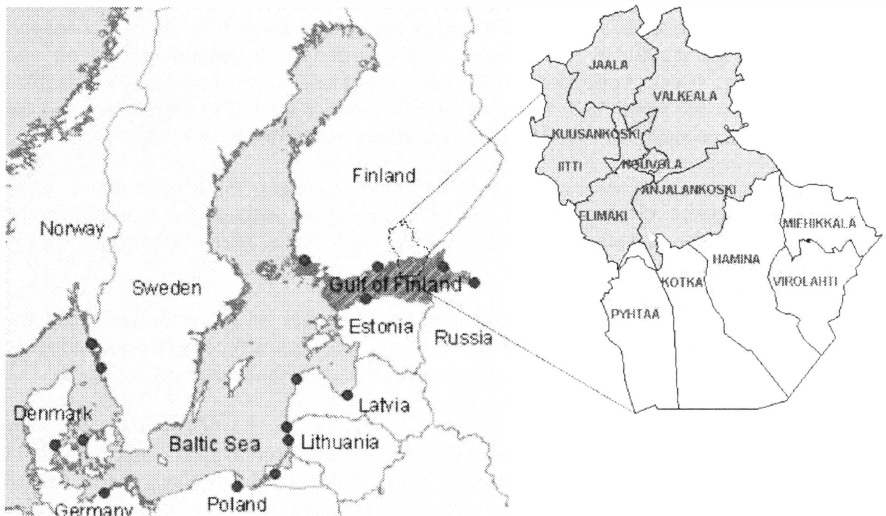 Finland
Norway
Sweden
Gulf of Finland
Estonia
Russia
Denmark
Latvia
Baltic Sea
Lithuania
Germany
Poland
JAALA
VALKEALA
KUUSANKOSKI
IITTI
KOUVOLA
ANJALANKOSKI
ELIMAKI
MIEHIKKALA
HAMINA
KOTKA
VIROLAHTI
PYHTAA